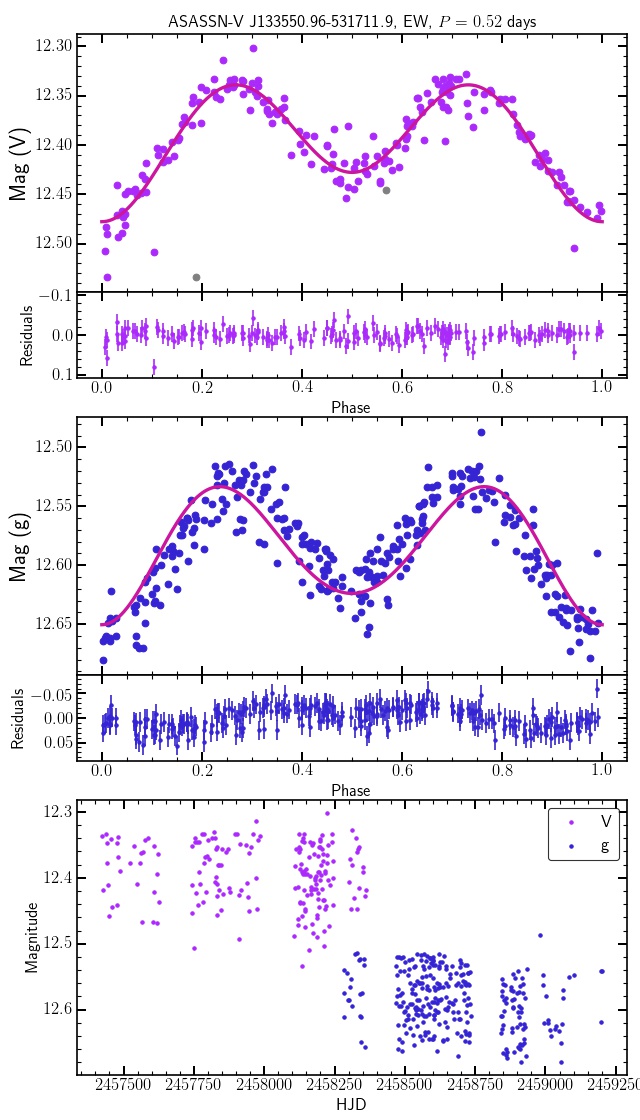 ASASSN-V J133550.96-531711.9, EW, P = 0.52 days
12.30
12.35
12.40
12.45
12.50
Mag (V)
−0.1
0.0
0.1
Residuals
0.0 0.2 0.4 0.6 0.8 1.0
Phase
12.50
12.55
12.60
12.65
Mag (g)
−0.05
0.00
0.05
Residuals
0.0 0.2 0.4 0.6 0.8 1.0
Phase
12.3
12.4
12.5
12.6
Magnitude
V
g
2457500 2457750 2458000 2458250 2458500 2458750 2459000 245925
HJD